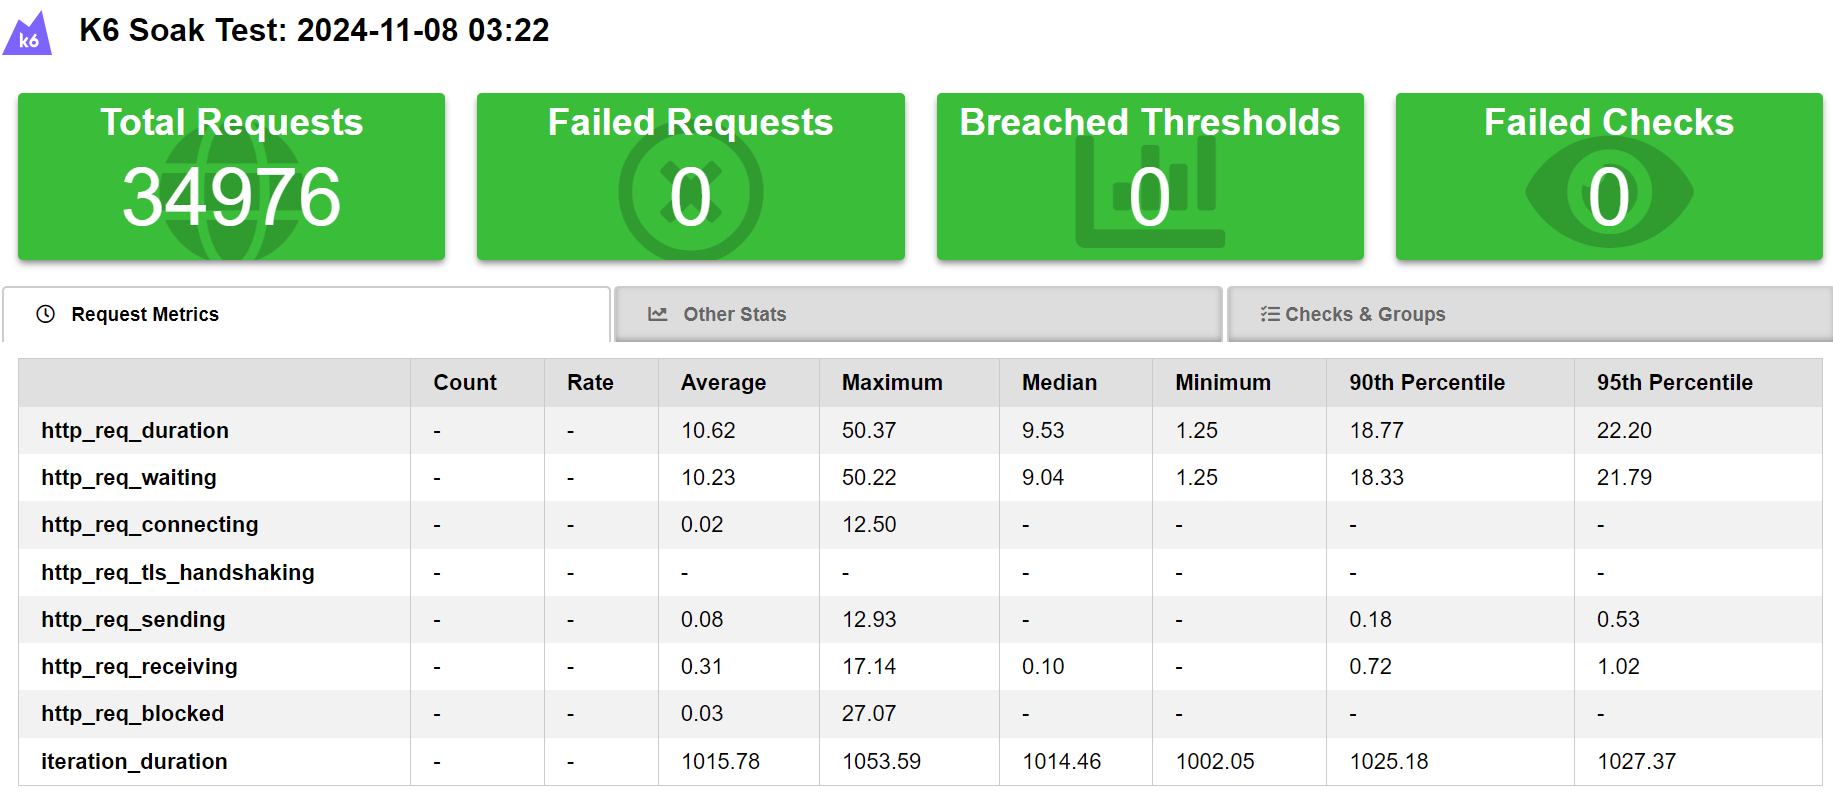 k6
K6 Soak Test: 2024-11-08 03:22
Total Requests
34976
Failed Requests
0
Breached Thresholds
0
Failed Checks
0
Request Metrics
Other Stats
Checks & Groups
Count Rate Average Maximum Median Minimum 90th Percentile 95th Percentile
http_req_duration - - 10.62 50.37 9.53 1.25 18.77 22.20
http_req_waiting - - 10.23 50.22 9.04 1.25 18.33 21.79
http_req_connecting - - 0.02 12.50 - - - -
http_req_tls_handshaking - - - - - - - -
http_req_sending - - 0.08 12.93 - - 0.18 0.53
http_req_receiving - - 0.31 17.14 0.10 - 0.72 1.02
http_req_blocked - - 0.03 27.07 - - - -
iteration_duration - - 1015.78 1053.59 1014.46 1002.05 1025.18 1027.37